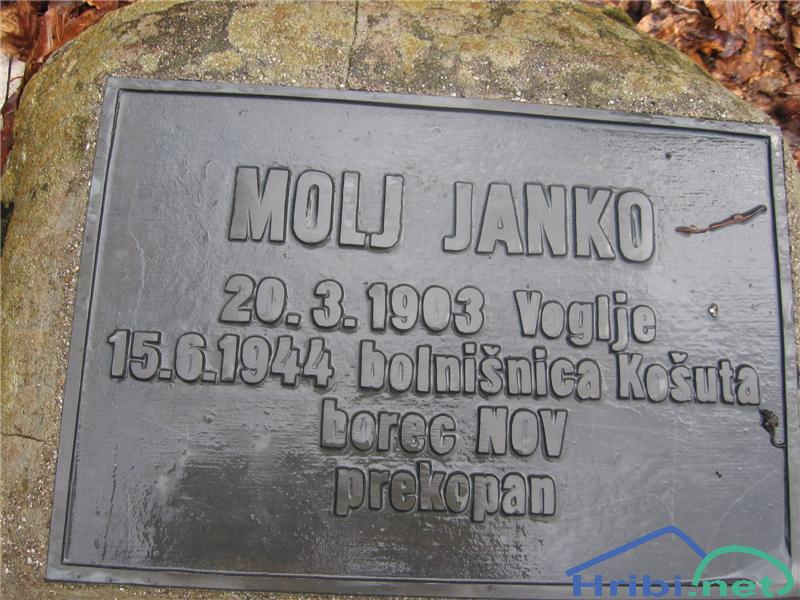 MOLJ JANKO
20.3.1903 Voglje
15.6.1944 bolnišnica Košuta
borec NOV
prekopan
Hribi.net